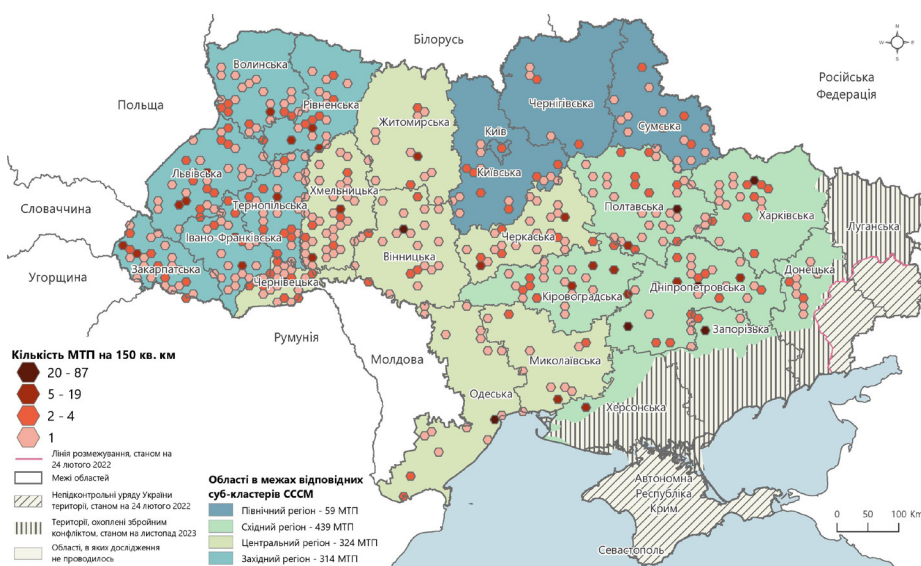 Білорусь
N
W
E
S
Волинська
Рівненська
Чернігівська
Російська
Федерація
Польща
Житомирська
Київ
Сумська
Львівська
Київська
Хмельницька
Полтавська
Харківська
Словаччина
Тернопільська
Луганська
Івано-Франківська
Черкаська
Вінницька
Закарпатська
Донецька
Угорщина
Чернівецька
Кіровоградська
Дніпропетровська
Румунія
Запорізька
Молдова
Миколаївська
Одеська
Херсонська
Автономна
Республіка
Крим
Севастополь
Кількість МТП на 150 кв. км
20 - 87
5 - 19
2 - 4
1
Лінія розмежування, станом на
24 лютого 2022
Межі областей
Непідконтрольні уряду України
території, станом на 24 лютого 2022
Території, охоплені збройним
конфліктом, станом на листопад 2023
Області, в яких дослідження
не проводилось
Області в межах відповідних
суб-кластерів СССМ
Північний регіон - 59 МТП
Східний регіон - 439 МТП
Центральний регіон - 324 МТП
Західний регіон - 314 МТП
0 50 100 Km